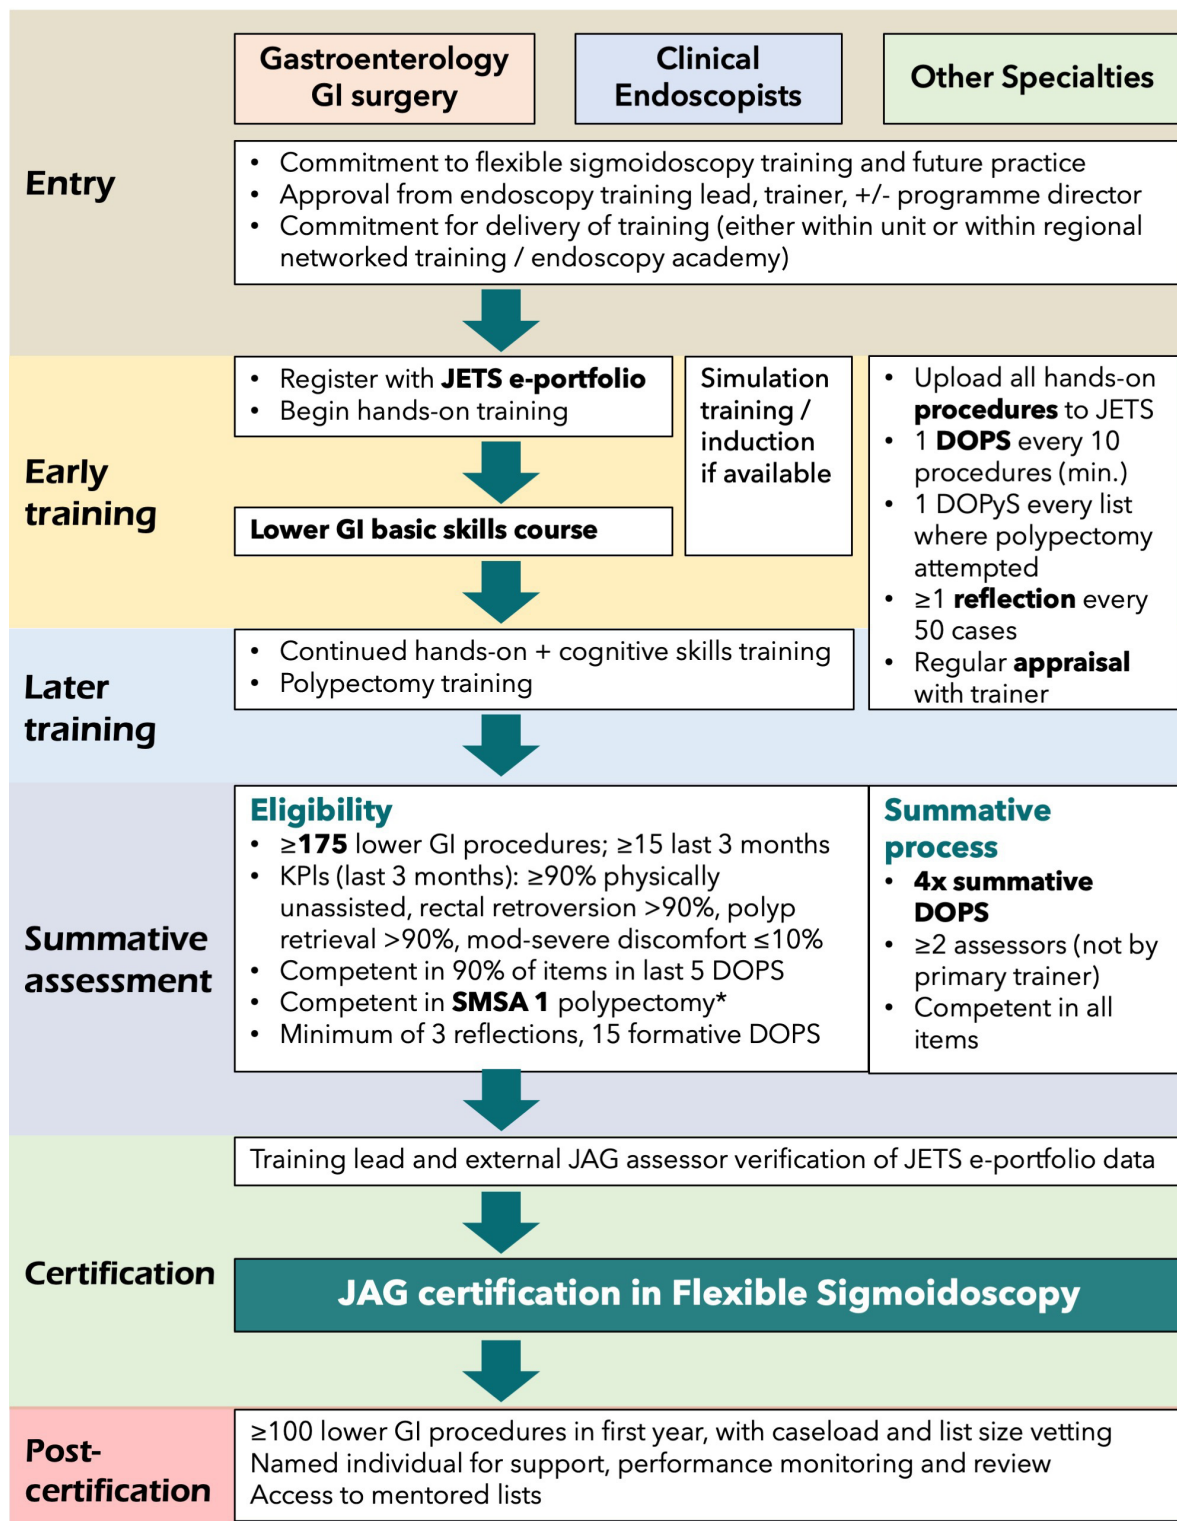 Gastroenterology
GI surgery
Clinical
Endoscopists
Other Specialties
Entry
• Commitment to flexible sigmoidoscopy training and future practice
• Approval from endoscopy training lead, trainer, +/- programme director
• Commitment for delivery of training (either within unit or within regional
networked training / endoscopy academy)
Early
training
• Register with JETS e-portfolio
• Begin hands-on training
Lower GI basic skills course
Simulation
training /
induction
if available
• Upload all hands-on
procedures to JETS
• 1 DOPS every 10
procedures (min.)
• 1 DOPyS every list
where polypectomy
attempted
• ≥1 reflection every
50 cases
• Regular appraisal
with trainer
Later
training
• Continued hands-on + cognitive skills training
• Polypectomy training
Summative
assessment
Eligibility
• ≥175 lower GI procedures; ≥15 last 3 months
• KPIs (last 3 months): ≥90% physically
unassisted, rectal retroversion >90%, polyp
retrieval >90%, mod-severe discomfort ≤10%
• Competent in 90% of items in last 5 DOPS
• Competent in SMSA 1 polypectomy*
• Minimum of 3 reflections, 15 formative DOPS
Summative
process
• 4x summative
DOPS
• ≥2 assessors (not by
primary trainer)
• Competent in all
items
Certification
Training lead and external JAG assessor verification of JETS e-portfolio data
JAG certification in Flexible Sigmoidoscopy
Post-
certification
≥100 lower GI procedures in first year, with caseload and list size vetting
Named individual for support, performance monitoring and review
Access to mentored lists